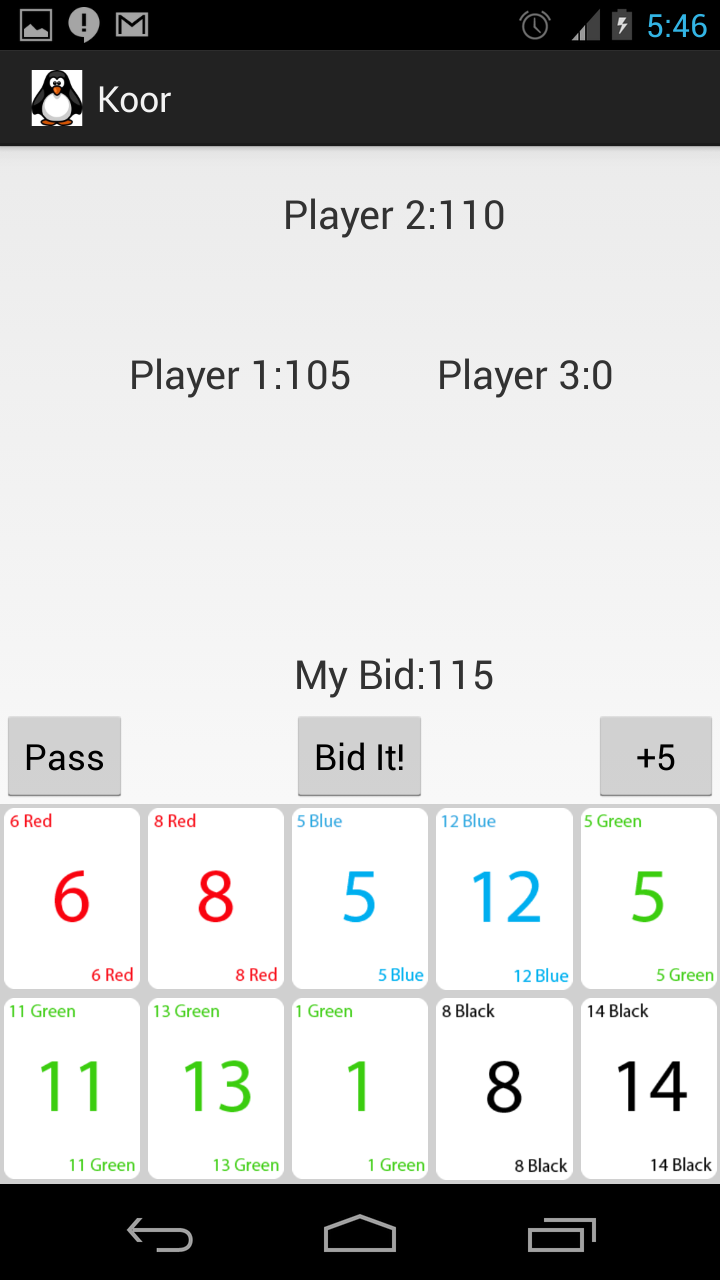 5:46
Koor
Player 2:110
Player 1:105 Player 3:0
My Bid:115
Pass Bid It! +5
6 Red 8 Red 5 Blue 12 Blue 5 Green
6 8 5 12 5
6 Red 8 Red 5 Blue 12 Blue 5 Green
11 Green 13 Green 1 Green 8 Black 14 Black
11 13 1 8 14
11 Green 13 Green 1 Green 8 Black 14 Black